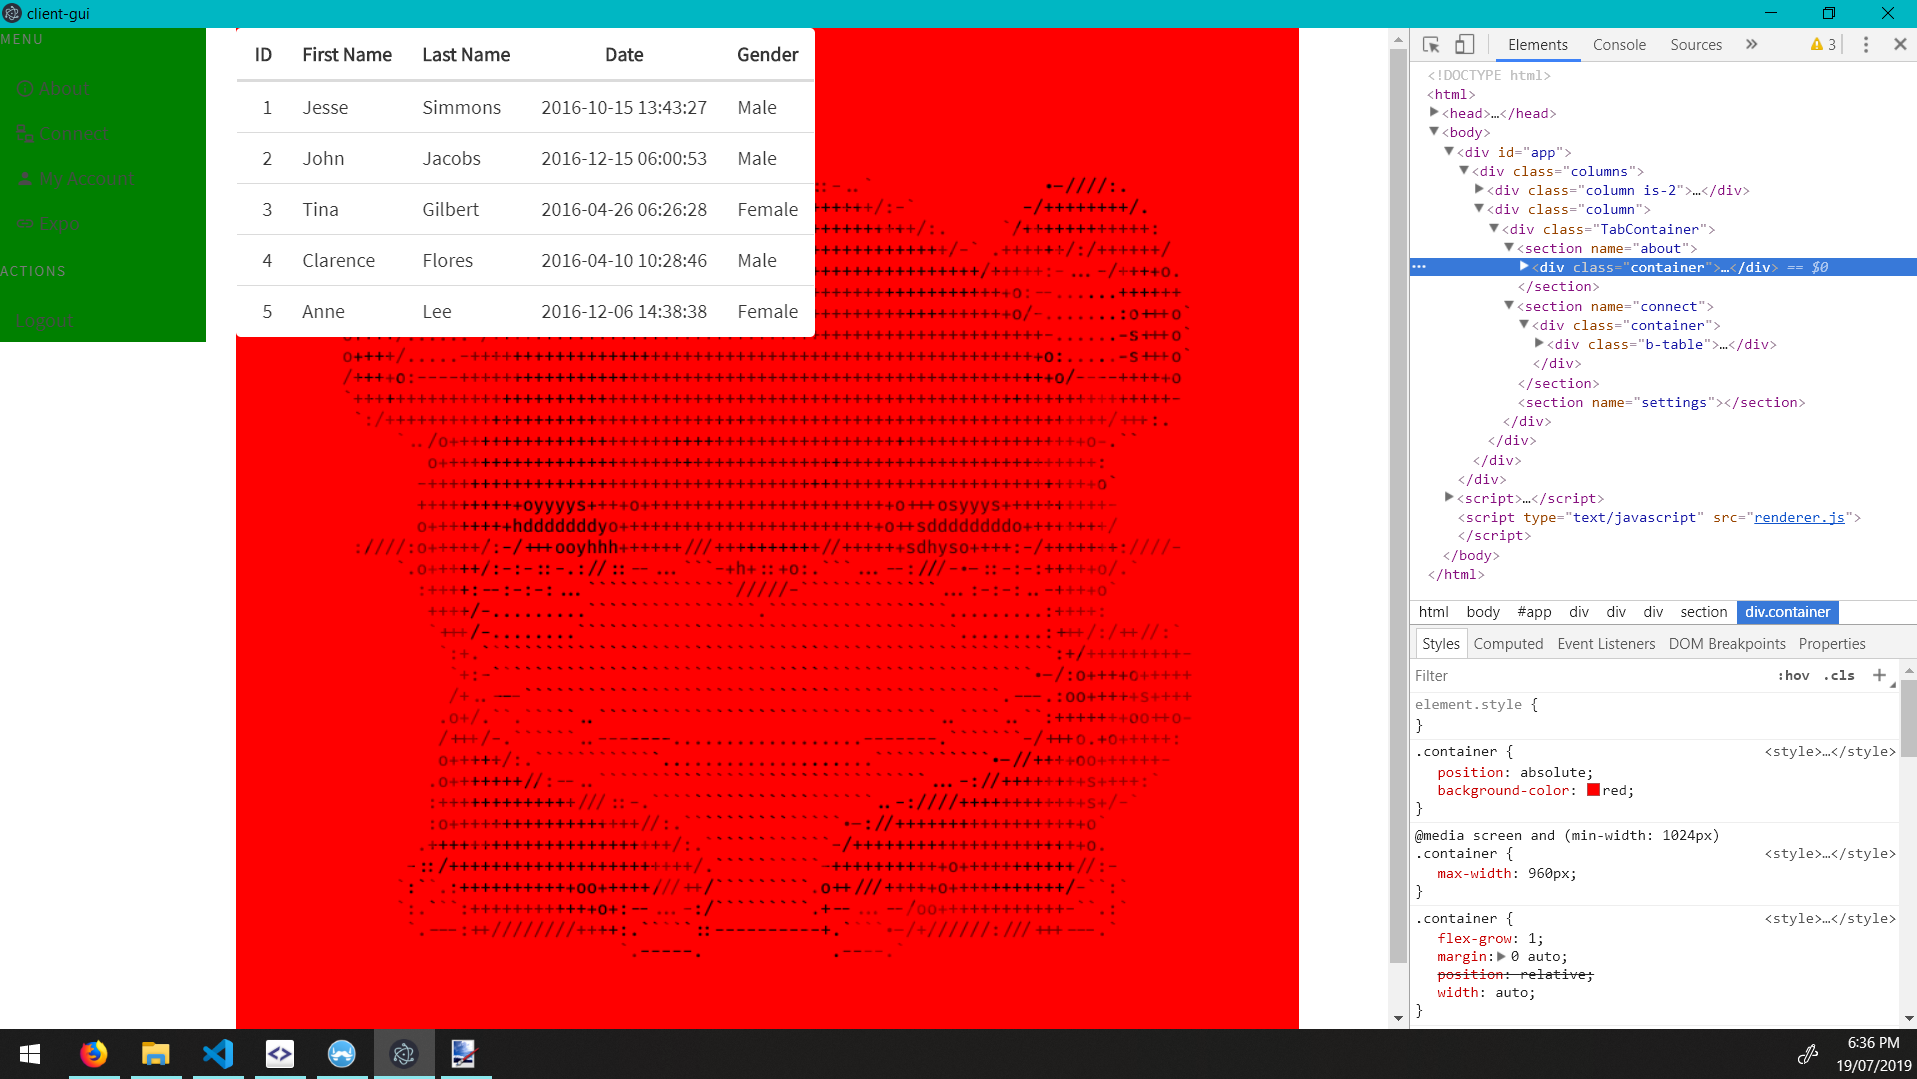 client-gui
MENU
About
Connect
My Account
Expo
ACTIONS
Logout
ID First Name Last Name Date Gender
1 Jesse Simmons 2016-10-15 13:43:27 Male
2 John Jacobs 2016-12-15 06:00:53 Male
3 Tina Gilbert 2016-04-26 06:26:28 Female
4 Clarence Flores 2016-04-10 10:28:46 Male
5 Anne Lee 2016-12-06 14:38:38 Female
Elements Console Sources » 3
<!DOCTYPE html>
<html>
<head>…</head>
<body>
<div id="app">
<div class="columns">
<div class="column is-2">…</div>
<div class="column">
<div class="TabContainer">
<section name="about">
<div class="container">…</div> == $0
</section>
<section name="connect">
<div class="container">
<div class="b-table">…</div>
</div>
</section>
<section name="settings"></section>
</div>
</div>
</div>
</div>
<script>…</script>
<script type="text/javascript" src="renderer.js">
</script>
</body>
</html>
html body #app div div div section div.container
Styles Computed Event Listeners DOM Breakpoints Properties
Filter :hov .cls +
element.style {
}
.container { <style>…</style>
position: absolute;
background-color: red;
}
@media screen and (min-width: 1024px)
.container { <style>…</style>
max-width: 960px;
}
.container { <style>…</style>
flex-grow: 1;
margin: 0 auto;
position: relative;
width: auto;
}
6:36 PM
19/07/2019